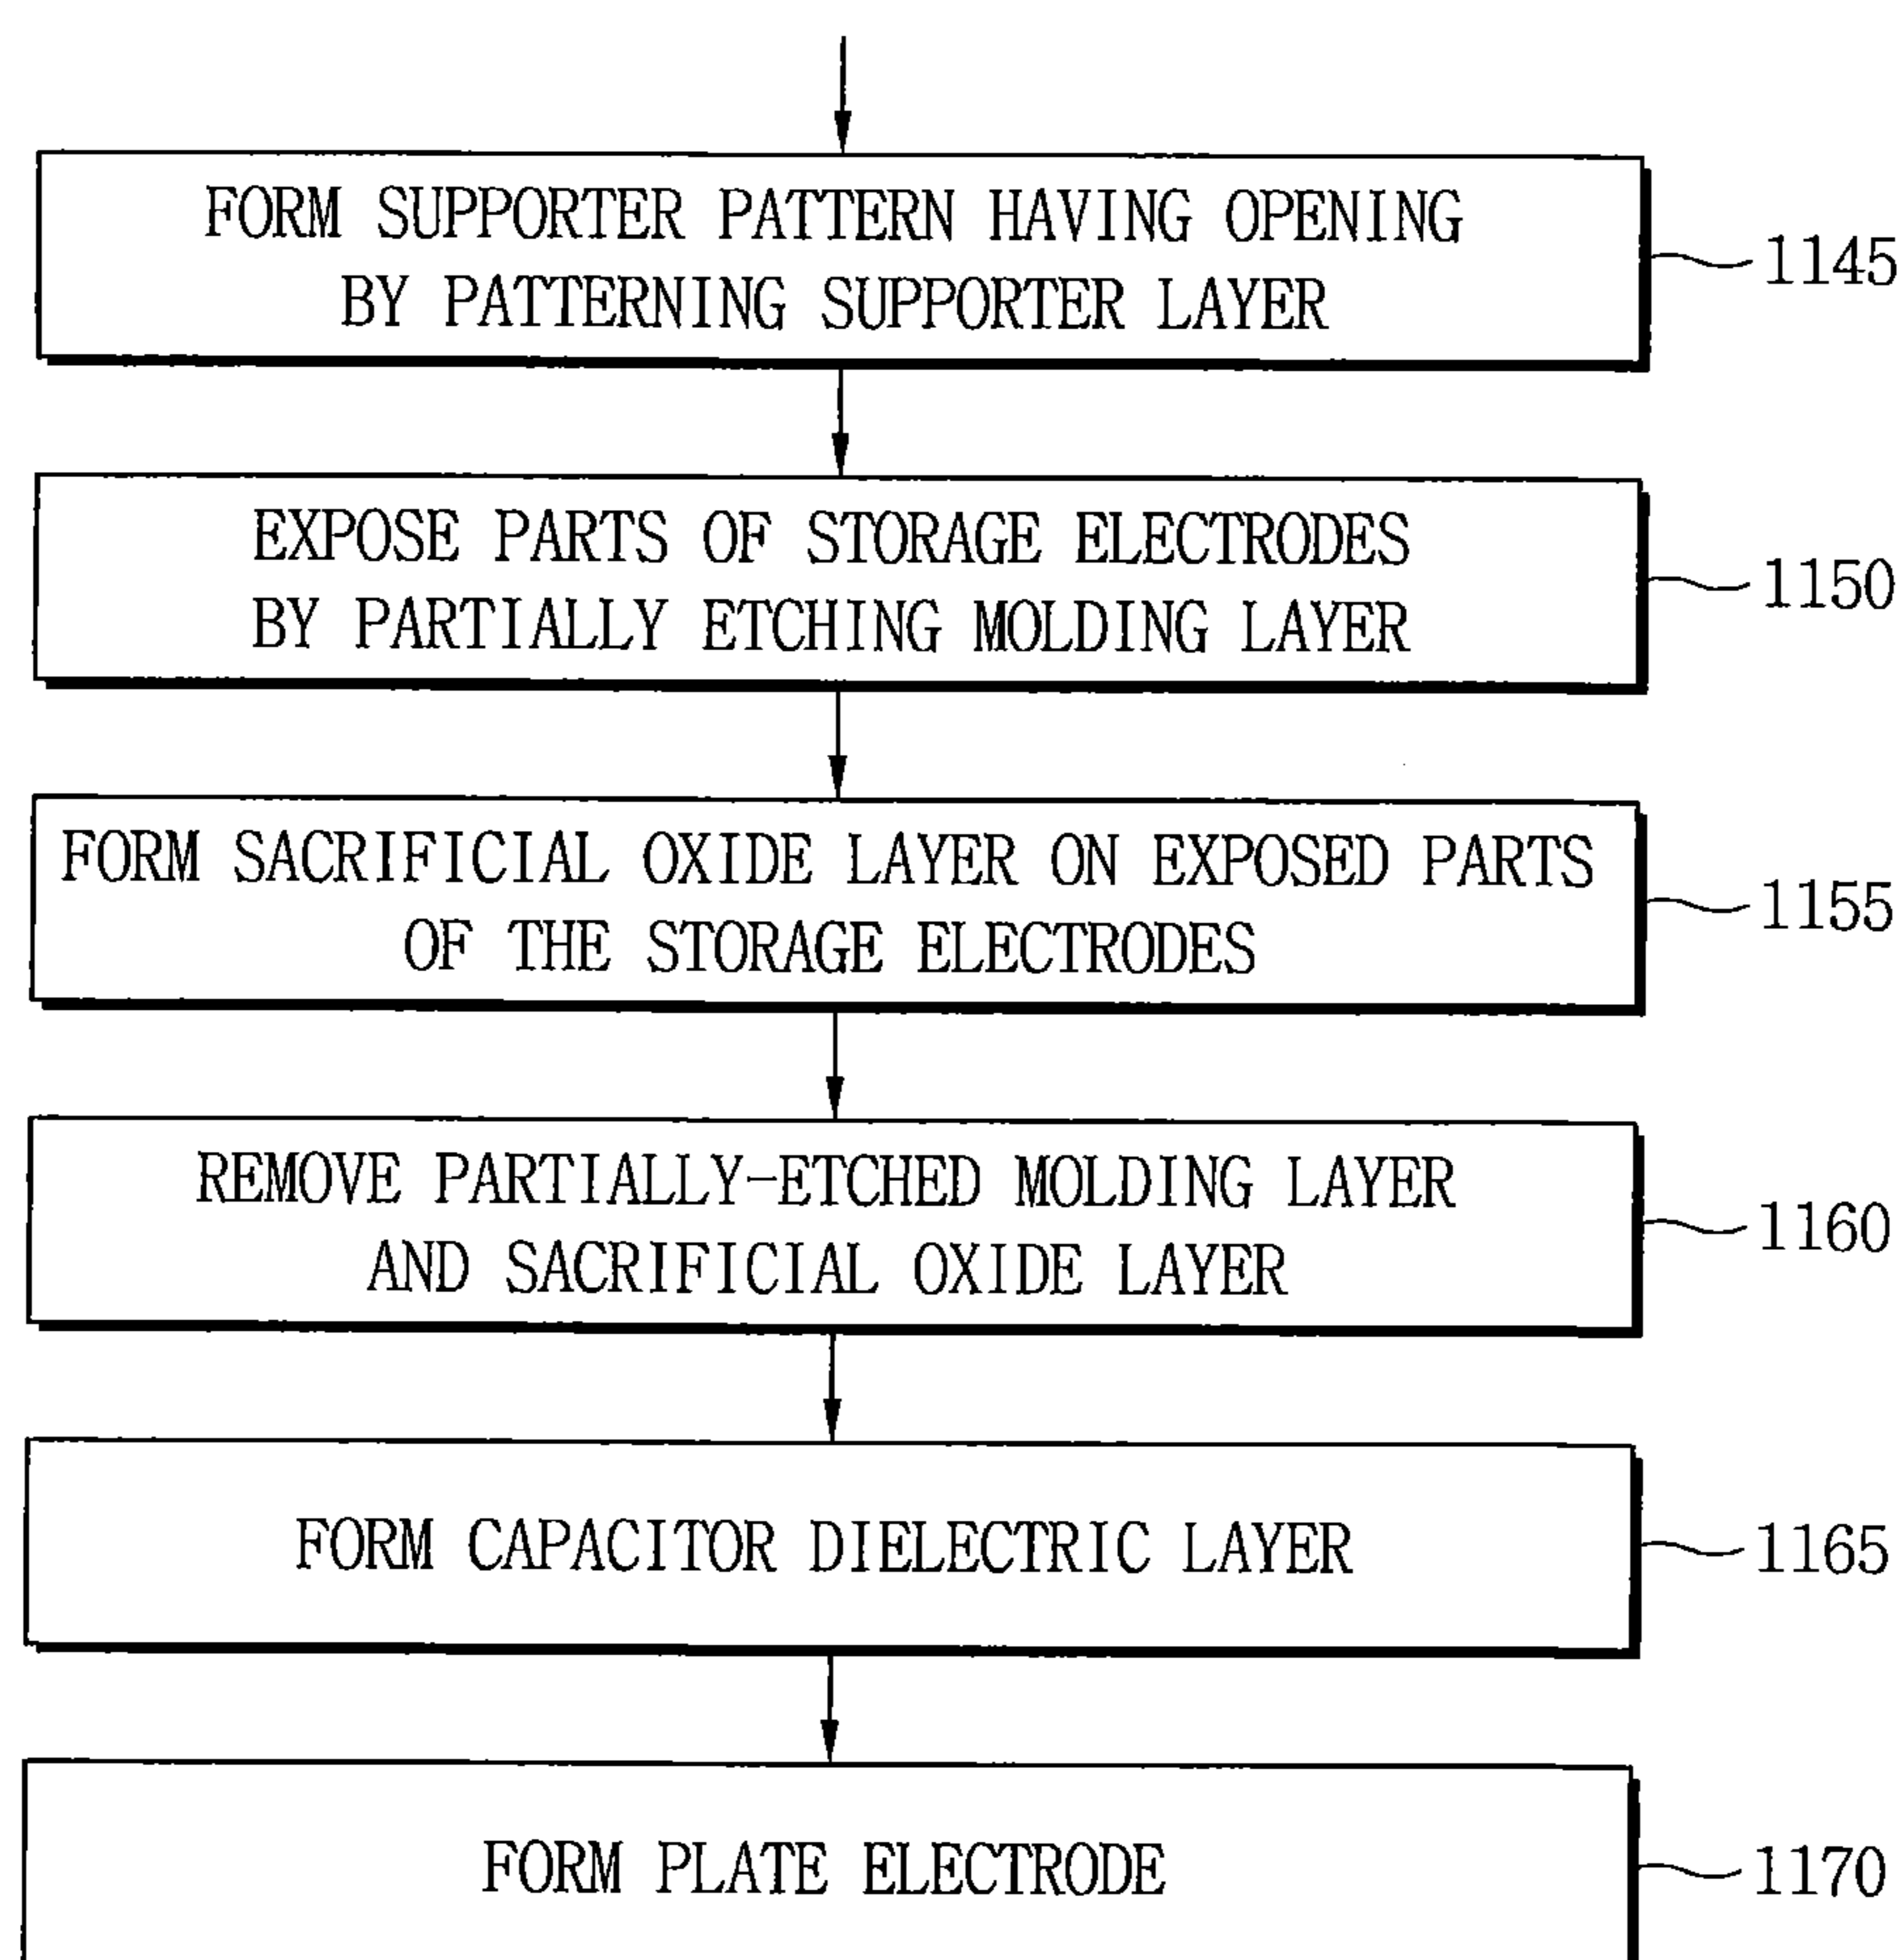 FORM SUPPORTER PATTERN HAVING OPENING
BY PATTERNING SUPPORTER LAYER
1145
EXPOSE PARTS OF STORAGE ELECTRODES
BY PARTIALLY ETCHING MOLDING LAYER
1150
FORM SACRIFICIAL OXIDE LAYER ON EXPOSED PARTS
OF THE STORAGE ELECTRODES
1155
REMOVE PARTIALLY-ETCHED MOLDING LAYER
AND SACRIFICIAL OXIDE LAYER
1160
FORM CAPACITOR DIELECTRIC LAYER
1165
FORM PLATE ELECTRODE
1170